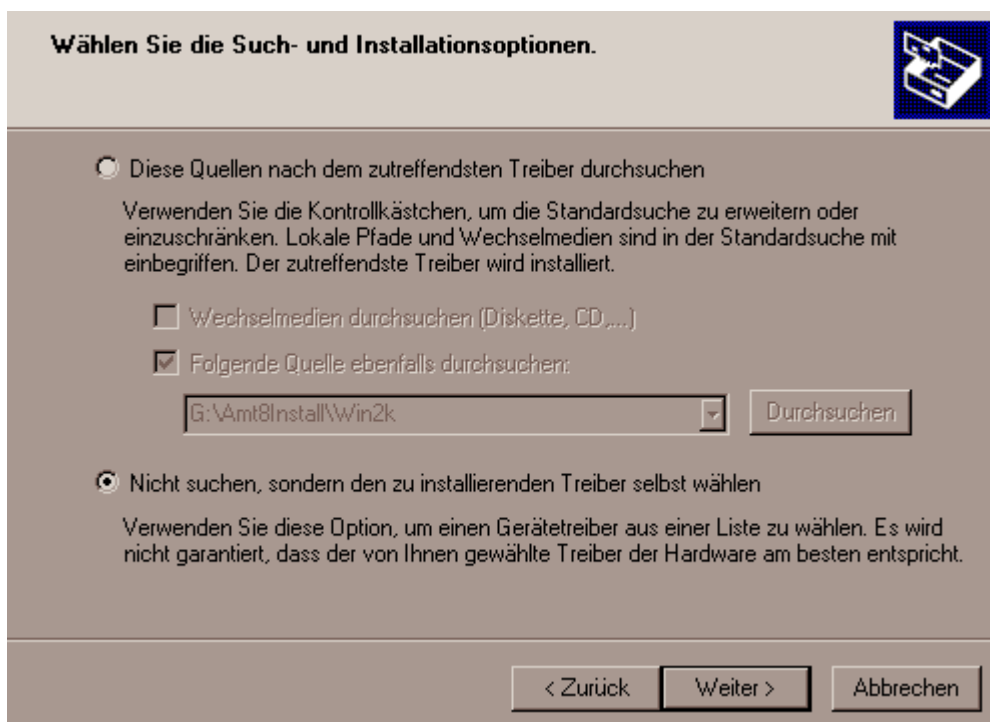 Wählen Sie die Such- und Installationsoptionen.
Diese Quellen nach dem zutreffendsten Treiber durchsuchen
Verwenden Sie die Kontrollkästchen, um die Standardsuche zu erweitern oder
einzuschränken. Lokale Pfade und Wechselmedien sind in der Standardsuche mit
einbegriffen. Der zutreffendste Treiber wird installiert.
Wechselmedien durchsuchen (Diskette, CD,...)
Folgende Quelle ebenfalls durchsuchen:
G:\Amt8Install\Win2k
Durchsuchen
Nicht suchen, sondern den zu installierenden Treiber selbst wählen
Verwenden Sie diese Option, um einen Gerätetreiber aus einer Liste zu wählen. Es wird
nicht garantiert, dass der von Ihnen gewählte Treiber der Hardware am besten entspricht.
< Zurück
Weiter >
Abbrechen